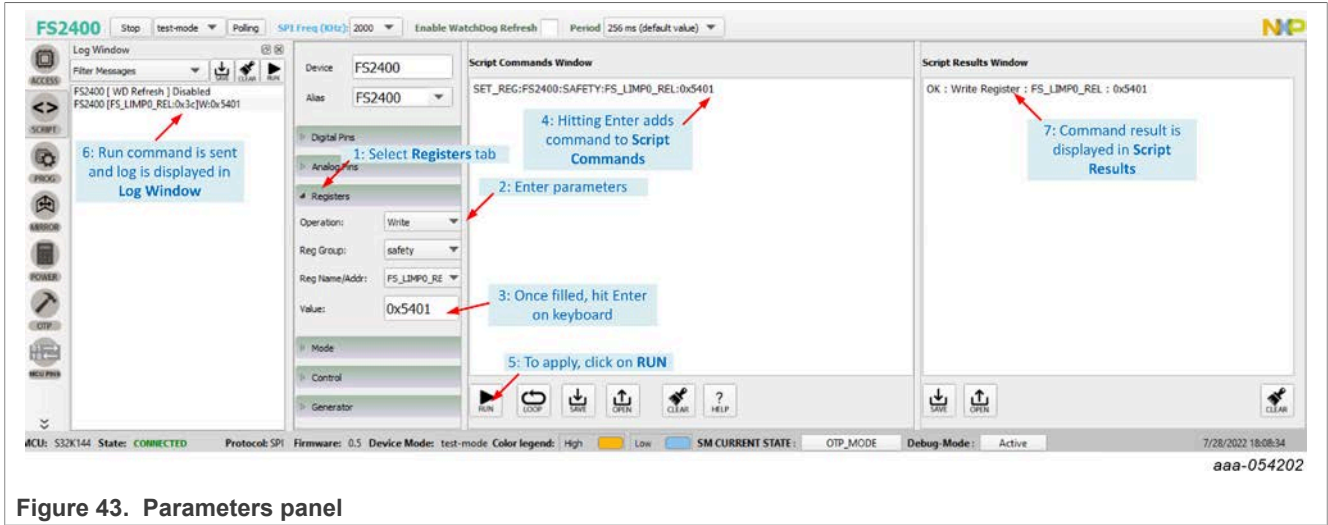 FS2400 Stop test-mode Polling SPI Freq (KHz): 2000 Enable WatchDog Refresh Period 256 ms (default value) NXP
ACCESS
SCRIPT
PROG
MIRROR
POWER
OTP
MCU PINS
Log Window
Filter Messages SAVE CLEAR RUN
FS2400 [ WD Refresh ] Disabled
FS2400 [FS_LIMP0_REL:0x3c]W:0x5401
6: Run command is sent
and log is displayed in
Log Window
Device FS2400
Alias FS2400
Digital Pins
Analog Pins
1: Select Registers tab
Registers
2: Enter parameters
Operation: Write
Reg Group: safety
Reg Name/Addr: FS_LIMP0_RE
Value: 0x5401
3: Once filled, hit Enter
on keyboard
Mode
Control
Generator
Script Commands Window
SET_REG:FS2400:SAFETY:FS_LIMP0_REL:0x5401
4: Hitting Enter adds
command to Script
Commands
5: To apply, click on RUN
RUN LOOP SAVE OPEN CLEAR ? HELP
Script Results Window
OK : Write Register : FS_LIMP0_REL : 0x5401
7: Command result is
displayed in Script
Results
SAVE OPEN CLEAR
MCU: S32K144 State: CONNECTED Protocol: SPI Firmware: 0.5 Device Mode: test-mode Color legend: High Low SM CURRENT STATE : OTP_MODE Debug-Mode : Active 7/28/2022 18:08:34
aaa-054202
Figure 43. Parameters panel